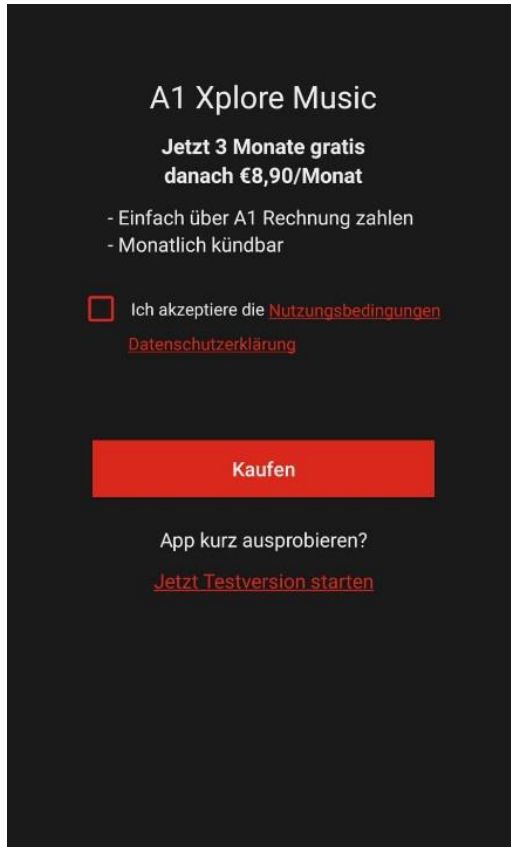 A1 Xplore Music
Jetzt 3 Monate gratis
danach €8,90/Monat
- Einfach über A1 Rechnung zahlen
- Monatlich kündbar
Ich akzeptiere die Nutzungsbedingungen
Datenschutzerklärung
Kaufen
App kurz ausprobieren?
Jetzt Testversion starten